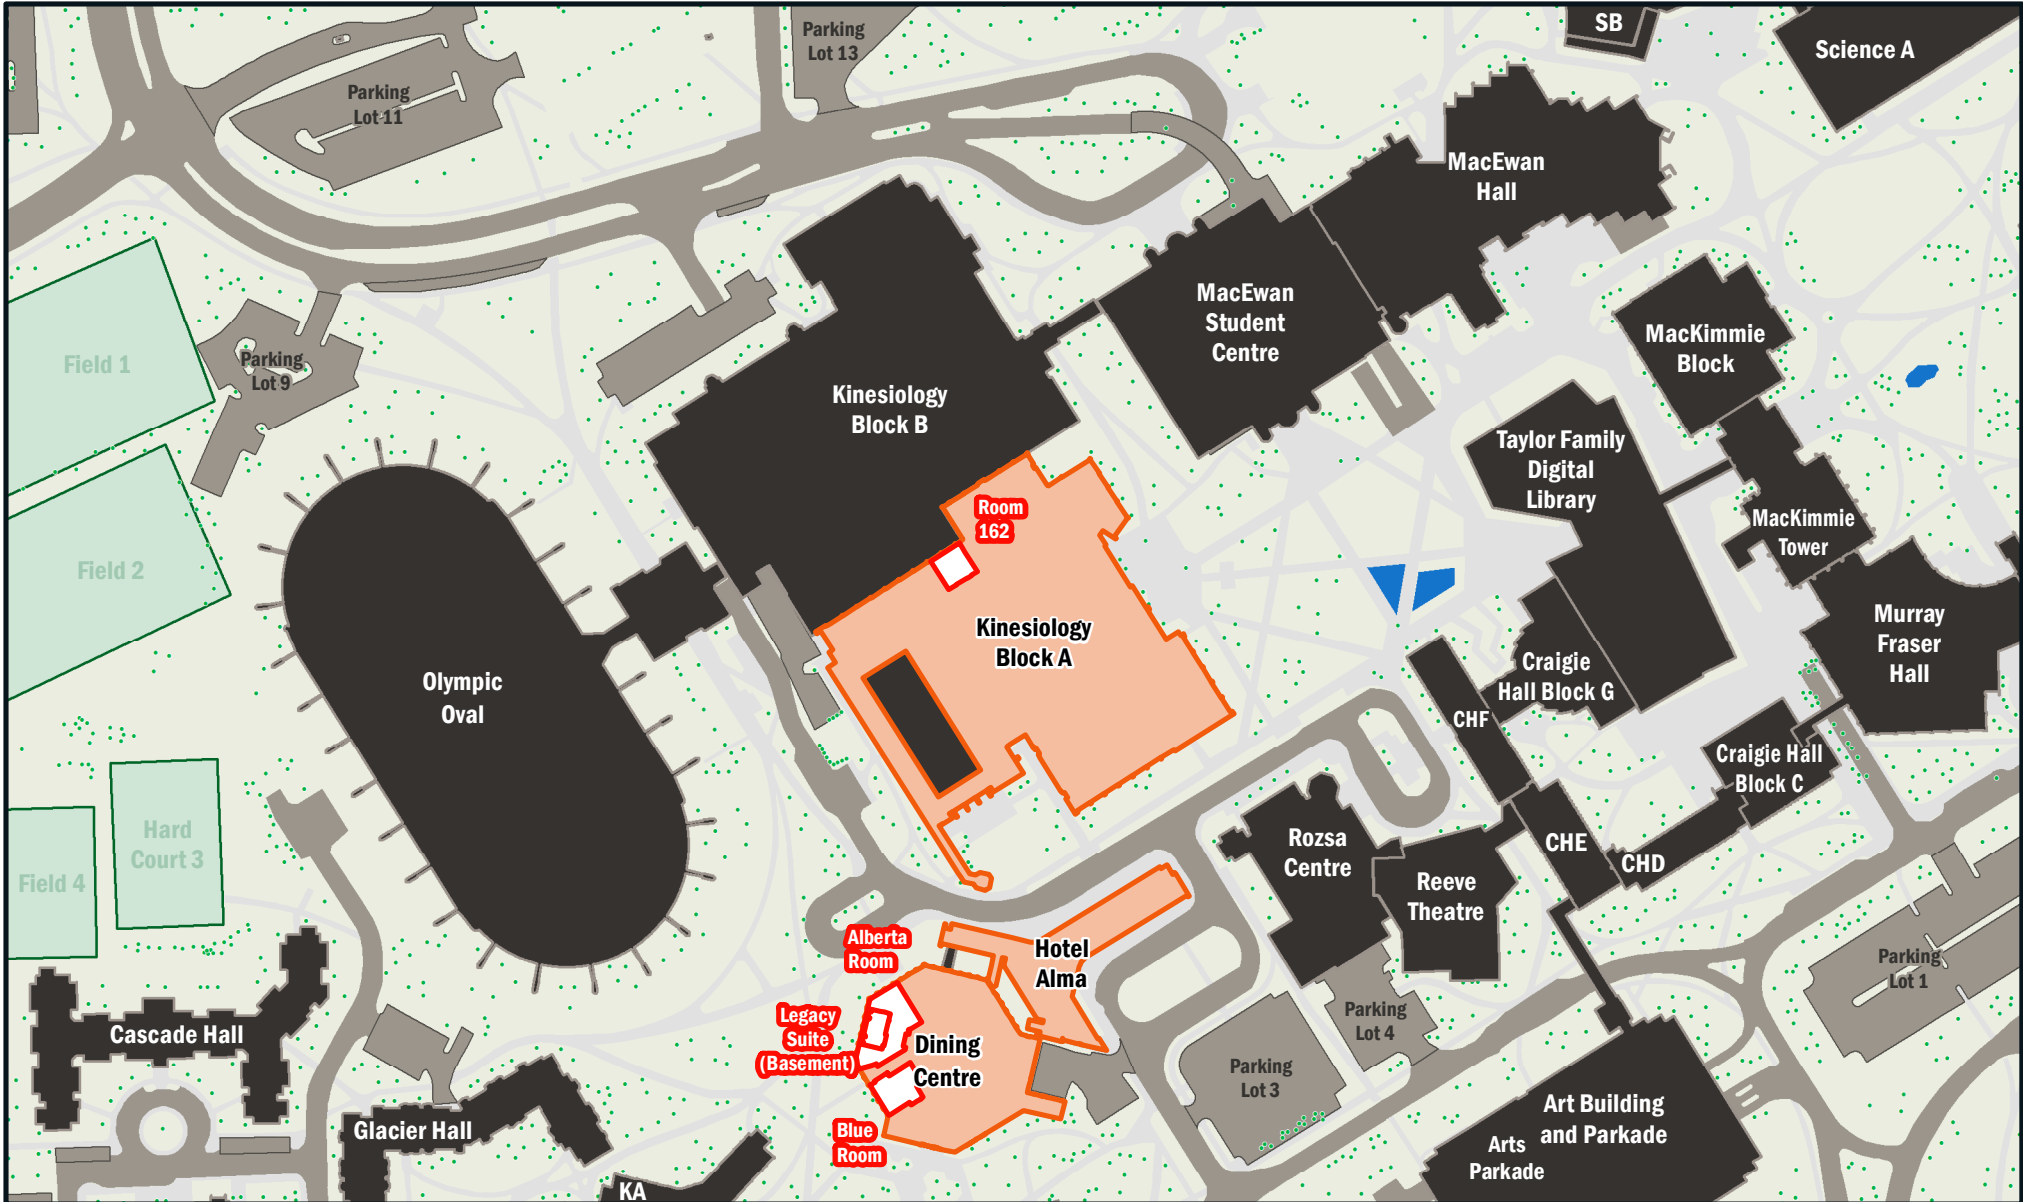 SB
Science A
Parking
Lot 13
Parking
Lot 11
MacEwan
Hall
MacEwan
Student
Centre
MacKimmie
Block
Field 1
Parking
Lot 9
Kinesiology
Block B
Taylor Family
Digital
Library
Room
162
MacKimmie
Tower
Field 2
Kinesiology
Block A
Murray
Fraser
Hall
Olympic
Oval
Craigie
Hall Block G
CHF
Craigie Hall
Block C
Hard
Court 3
Rozsa
Centre
CHE
CHD
Field 4
Reeve
Theatre
Alberta
Room
Hotel
Alma
Parking
Lot 1
Legacy
Suite
(Basement)
Parking
Lot 4
Cascade Hall
Dining
Centre
Parking
Lot 3
Glacier Hall
Blue
Room
Art Building
and Parkade
Arts
Parkade
KA